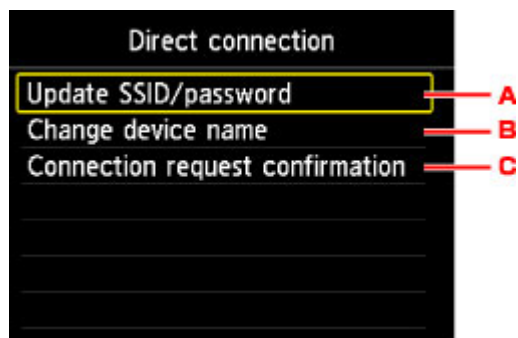 Direct connection
Update SSID/password A
Change device name B
Connection request confirmation C